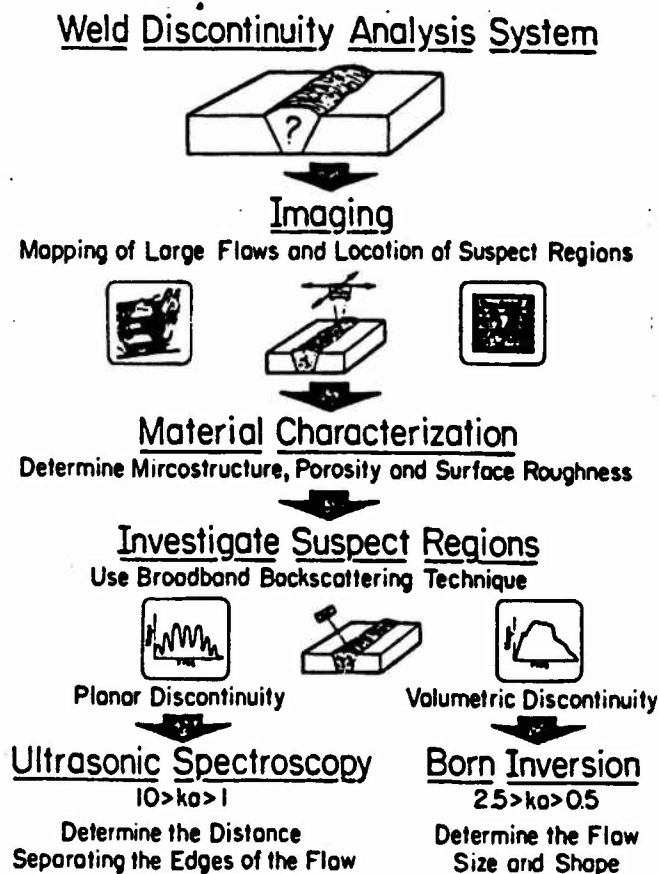 Weld Discontinuity Analysis System
?
Imaging
Mapping of Large Flaws and Location of Suspect Regions
Material Characterization
Determine Mircostructure, Porosity and Surface Roughness
Investigate Suspect Regions
Use Broadband Backscattering Technique
Planar Discontinuity
Volumetric Discontinuity
Ultrasonic Spectroscopy
10>ka>1
Determine the Distance
Separating the Edges of the Flaw
Born Inversion
2.5>ka>0.5
Determine the Flaw
Size and Shape